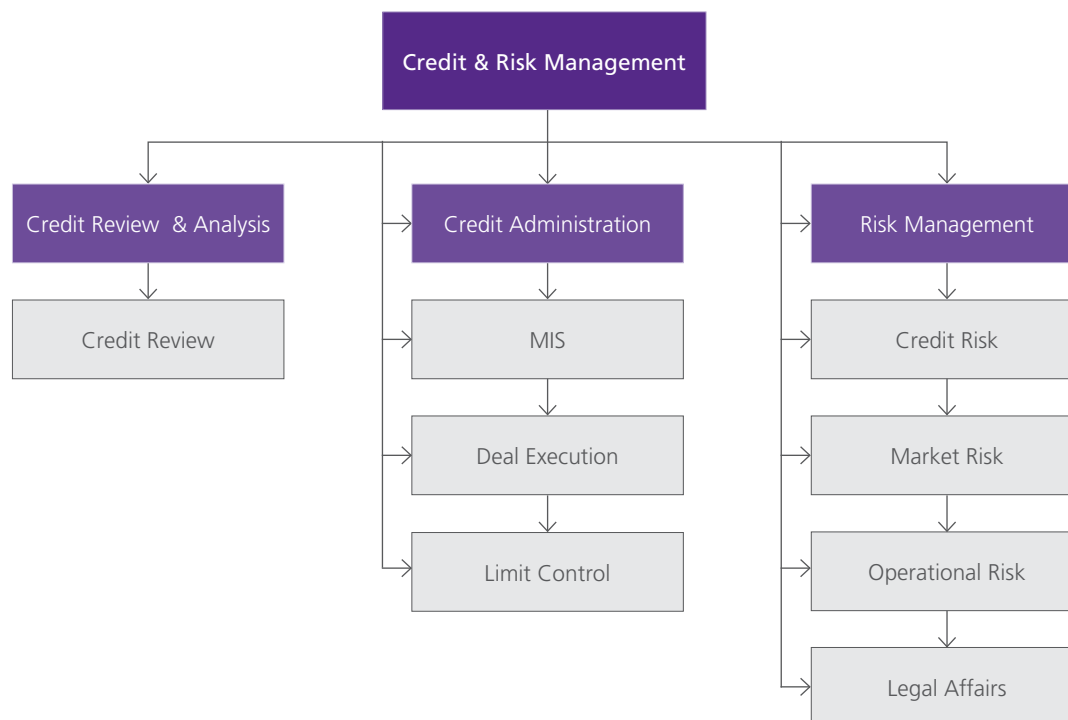 Credit & Risk Management
Credit Review & Analysis
Credit Administration
Risk Management
Credit Review
MIS
Credit Risk
Deal Execution
Market Risk
Limit Control
Operational Risk
Legal Affairs